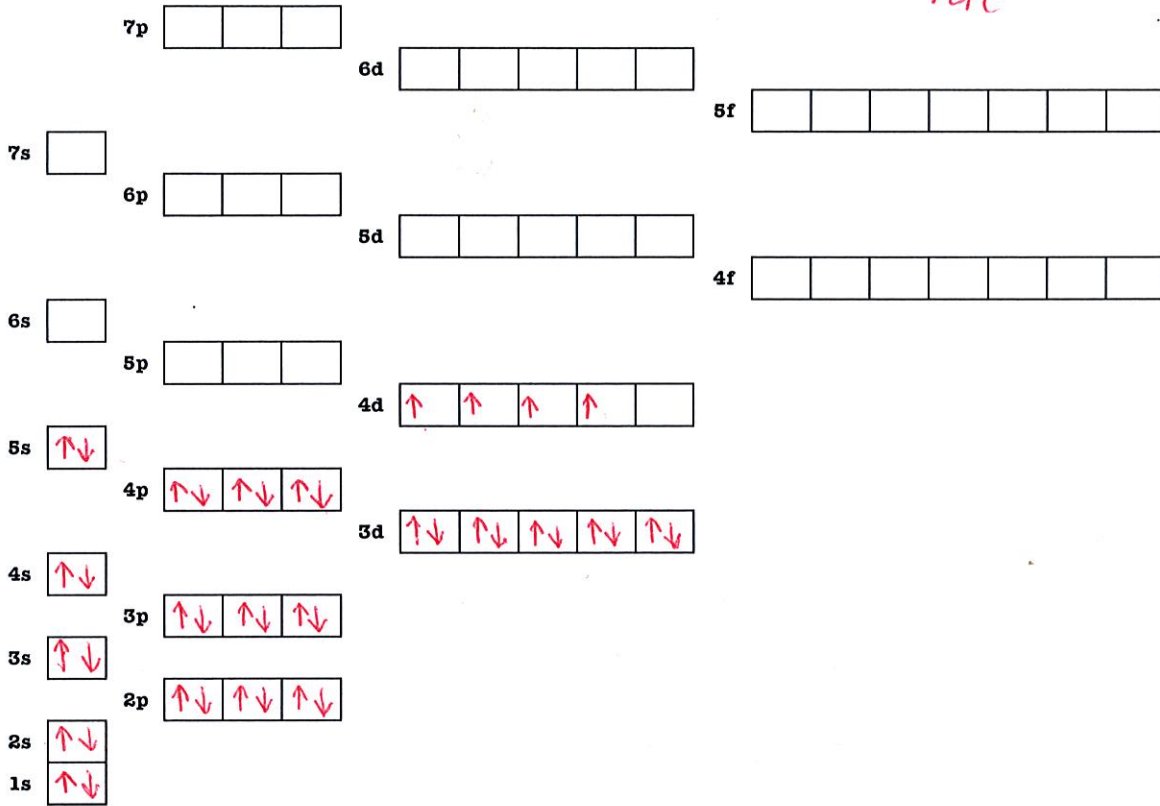 7p
6d
5f
7s
6p
5d
4f
6s
5p
4d ↑ ↑ ↑ ↑
5s ↑↓
4p ↑↓ ↑↓ ↑↓
3d ↑↓ ↑↓ ↑↓ ↑↓ ↑↓
4s ↑↓
3p ↑↓ ↑↓ ↑↓
3s ↑↓
2p ↑↓ ↑↓ ↑↓
2s ↑↓
1s ↑↓